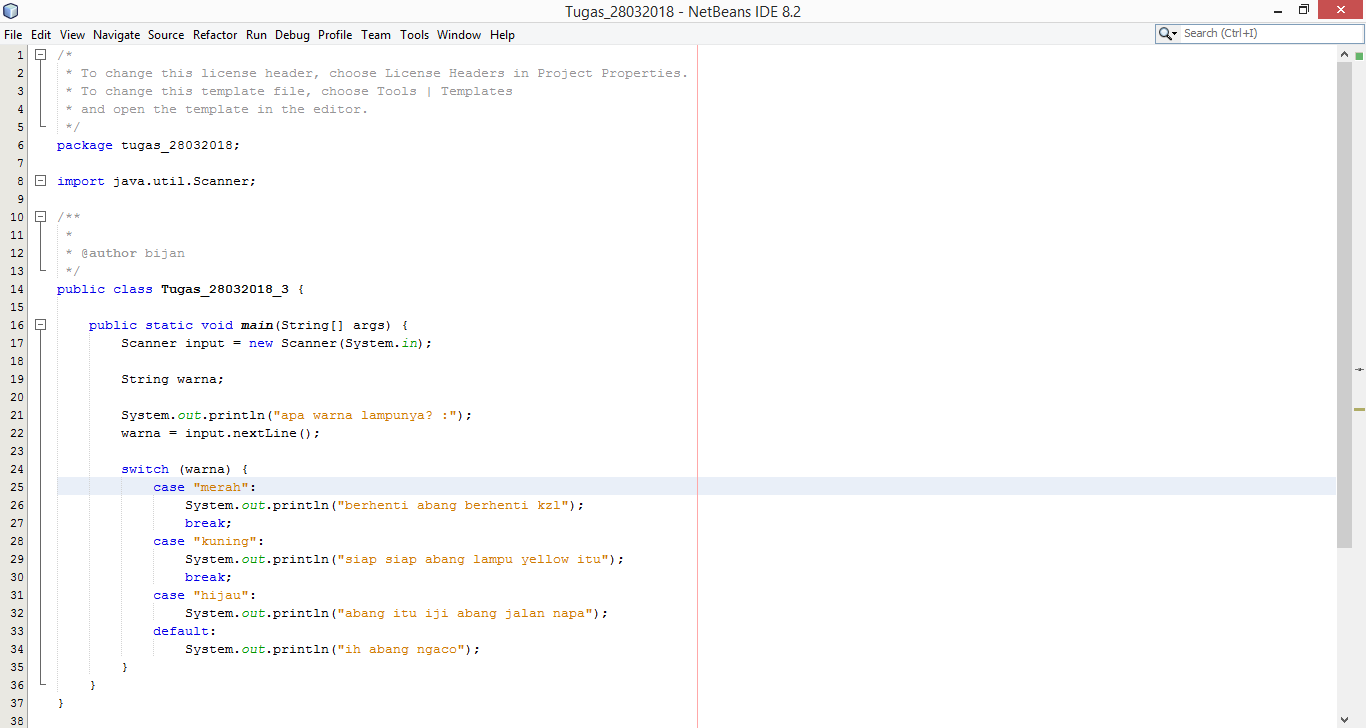 Tugas_28032018 - NetBeans IDE 8.2
File Edit View Navigate Source Refactor Run Debug Profile Team Tools Window Help
Search (Ctrl+I)
1 /*
2  * To change this license header, choose License Headers in Project Properties.
3  * To change this template file, choose Tools | Templates
4  * and open the template in the editor.
5  */
6 package tugas_28032018;
7
8 import java.util.Scanner;
9
10 /**
11  *
12  * @author bijan
13  */
14 public class Tugas_28032018_3 {
15
16     public static void main(String[] args) {
17         Scanner input = new Scanner(System.in);
18
19         String warna;
20
21         System.out.println("apa warna lampunya? :");
22         warna = input.nextLine();
23
24         switch (warna) {
25             case "merah":
26                 System.out.println("berhenti abang berhenti kzl");
27                 break;
28             case "kuning":
29                 System.out.println("siap siap abang lampu yellow itu");
30                 break;
31             case "hijau":
32                 System.out.println("abang itu iji abang jalan napa");
33             default:
34                 System.out.println("ih abang ngaco");
35         }
36     }
37 }
38